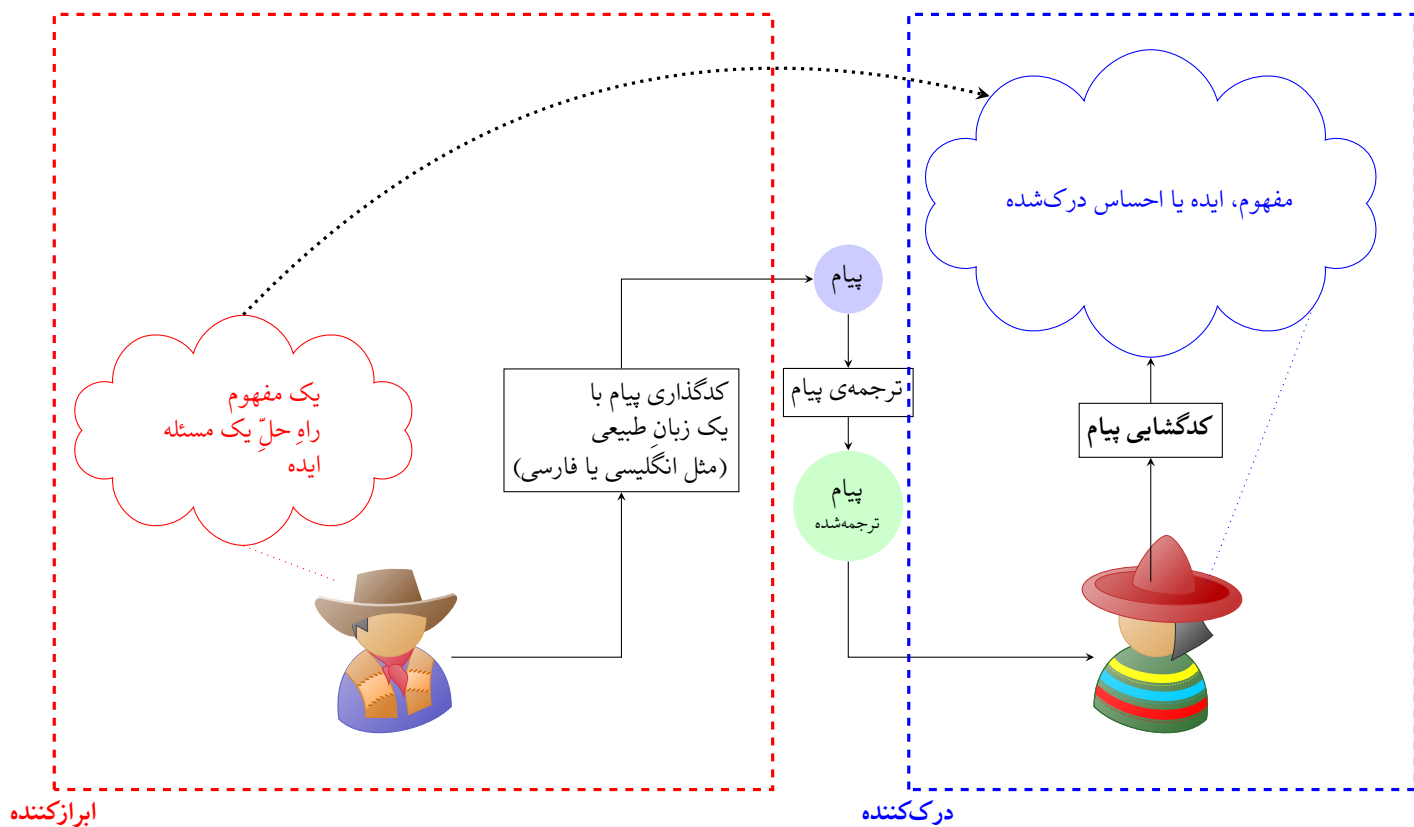 یک مفهوم
راهِ حلِّ یک مسئله
ایده
کدگذاری پیام با
یک زبانِ طبیعی
(مثل انگلیسی یا فارسی)
پیام
ترجمه‌ی پیام
پیام
ترجمه‌شده
کدگشایی پیام
مفهوم، ایده یا احساس درک‌شده
ابرازکننده
درک‌کننده